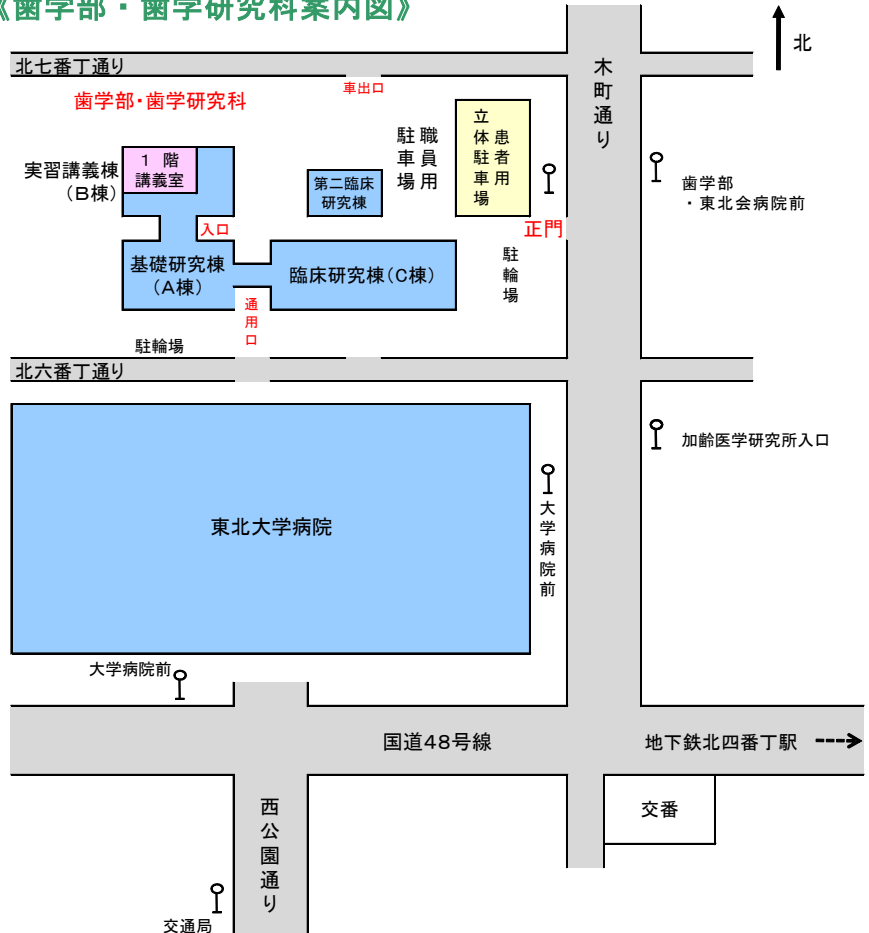 《歯学部・歯学研究科案内図》
北
北七番丁通り
木町通り
車出口
歯学部・歯学研究科
実習講義棟
(B棟)
1 階
講義室
第二臨床
研究棟
職員用
駐車場
患者用
立体駐車場
歯学部
・東北会病院前
入口
正門
駐輪場
基礎研究棟
(A棟)
臨床研究棟(C棟)
通用口
駐輪場
北六番丁通り
加齢医学研究所入口
東北大学病院
大学病院前
大学病院前
国道48号線
地下鉄北四番丁駅
交番
西公園通り
交通局